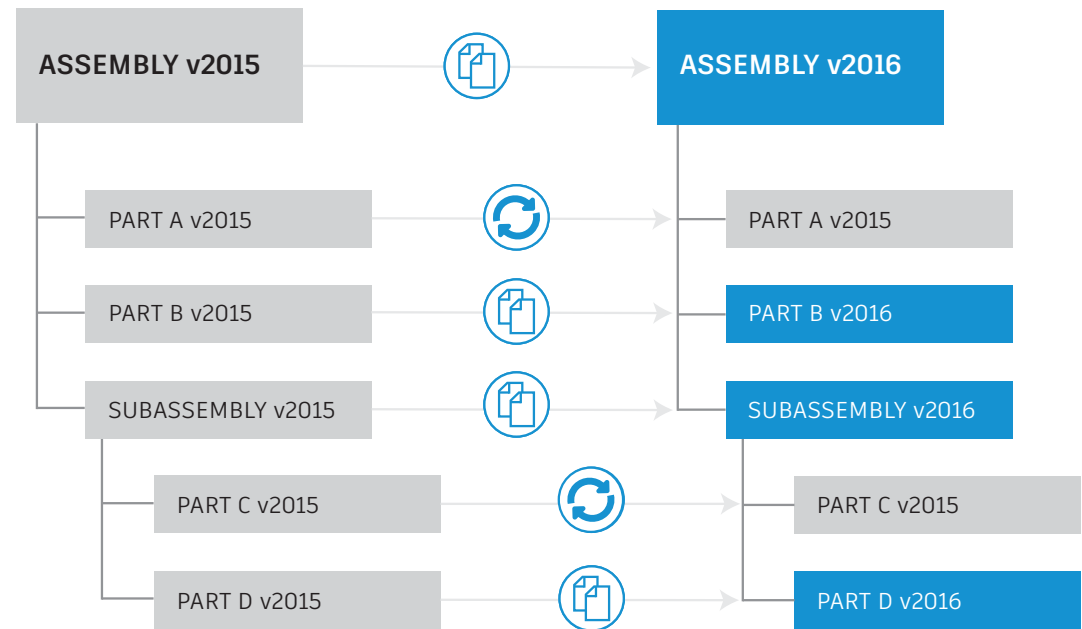 ASSEMBLY v2015
ASSEMBLY v2016
PART A v2015
PART A v2015
PART B v2015
PART B v2016
SUBASSEMBLY v2015
SUBASSEMBLY v2016
PART C v2015
PART C v2015
PART D v2015
PART D v2016